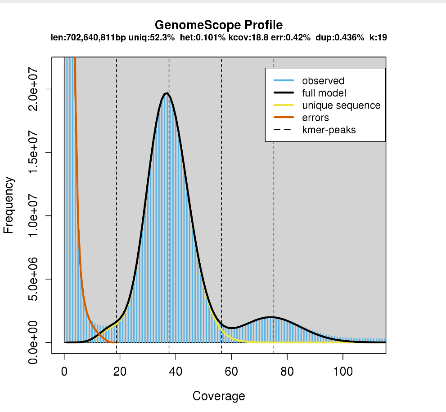 GenomeScope Profile
len:702,640,811bp uniq:52.3% het:0.101% kcov:18.8 err:0.42% dup:0.436% k:19
observed
full model
unique sequence
errors
kmer-peaks
Frequency
2.0e+07
1.5e+07
1.0e+07
5.0e+06
0.0e+00
0 20 40 60 80 100
Coverage